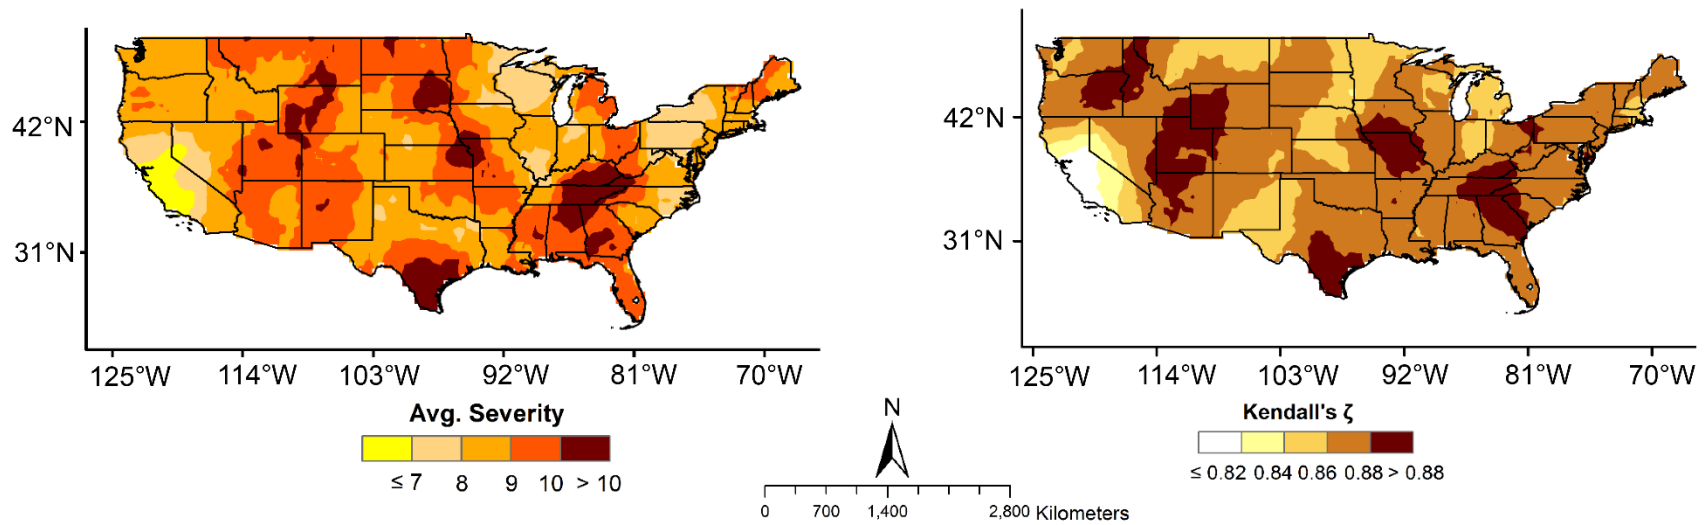 42°N
31°N
125°W 114°W 103°W 92°W 81°W 70°W
Avg. Severity
≤ 7 8 9 10 > 10
N
0 700 1,400 2,800 Kilometers
42°N
31°N
125°W 114°W 103°W 92°W 81°W 70°W
Kendall's ζ
≤ 0.82 0.84 0.86 0.88 > 0.88